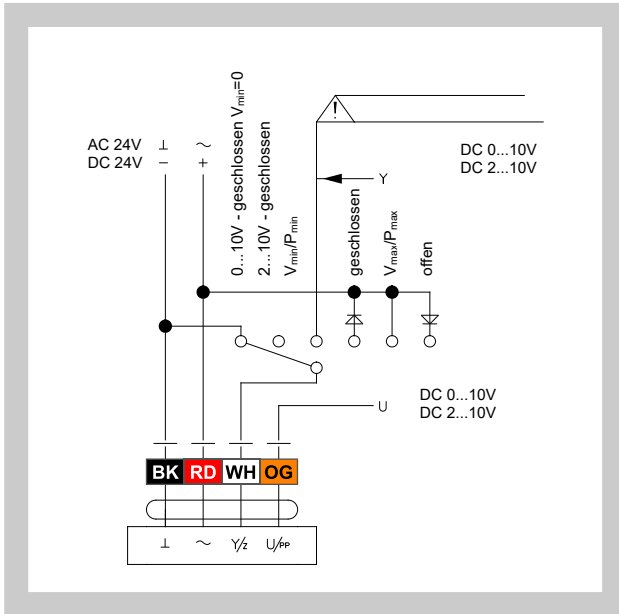 AC 24V ⊥ ~
DC 24V − +
0...10V - geschlossen Vmin=0
2...10V - geschlossen
Vmin/Pmin
!
DC 0...10V
DC 2...10V
Y
geschlossen
Vmax/Pmax
offen
U
DC 0...10V
DC 2...10V
BK RD WH OG
⊥ ~ Y/Z U/PP